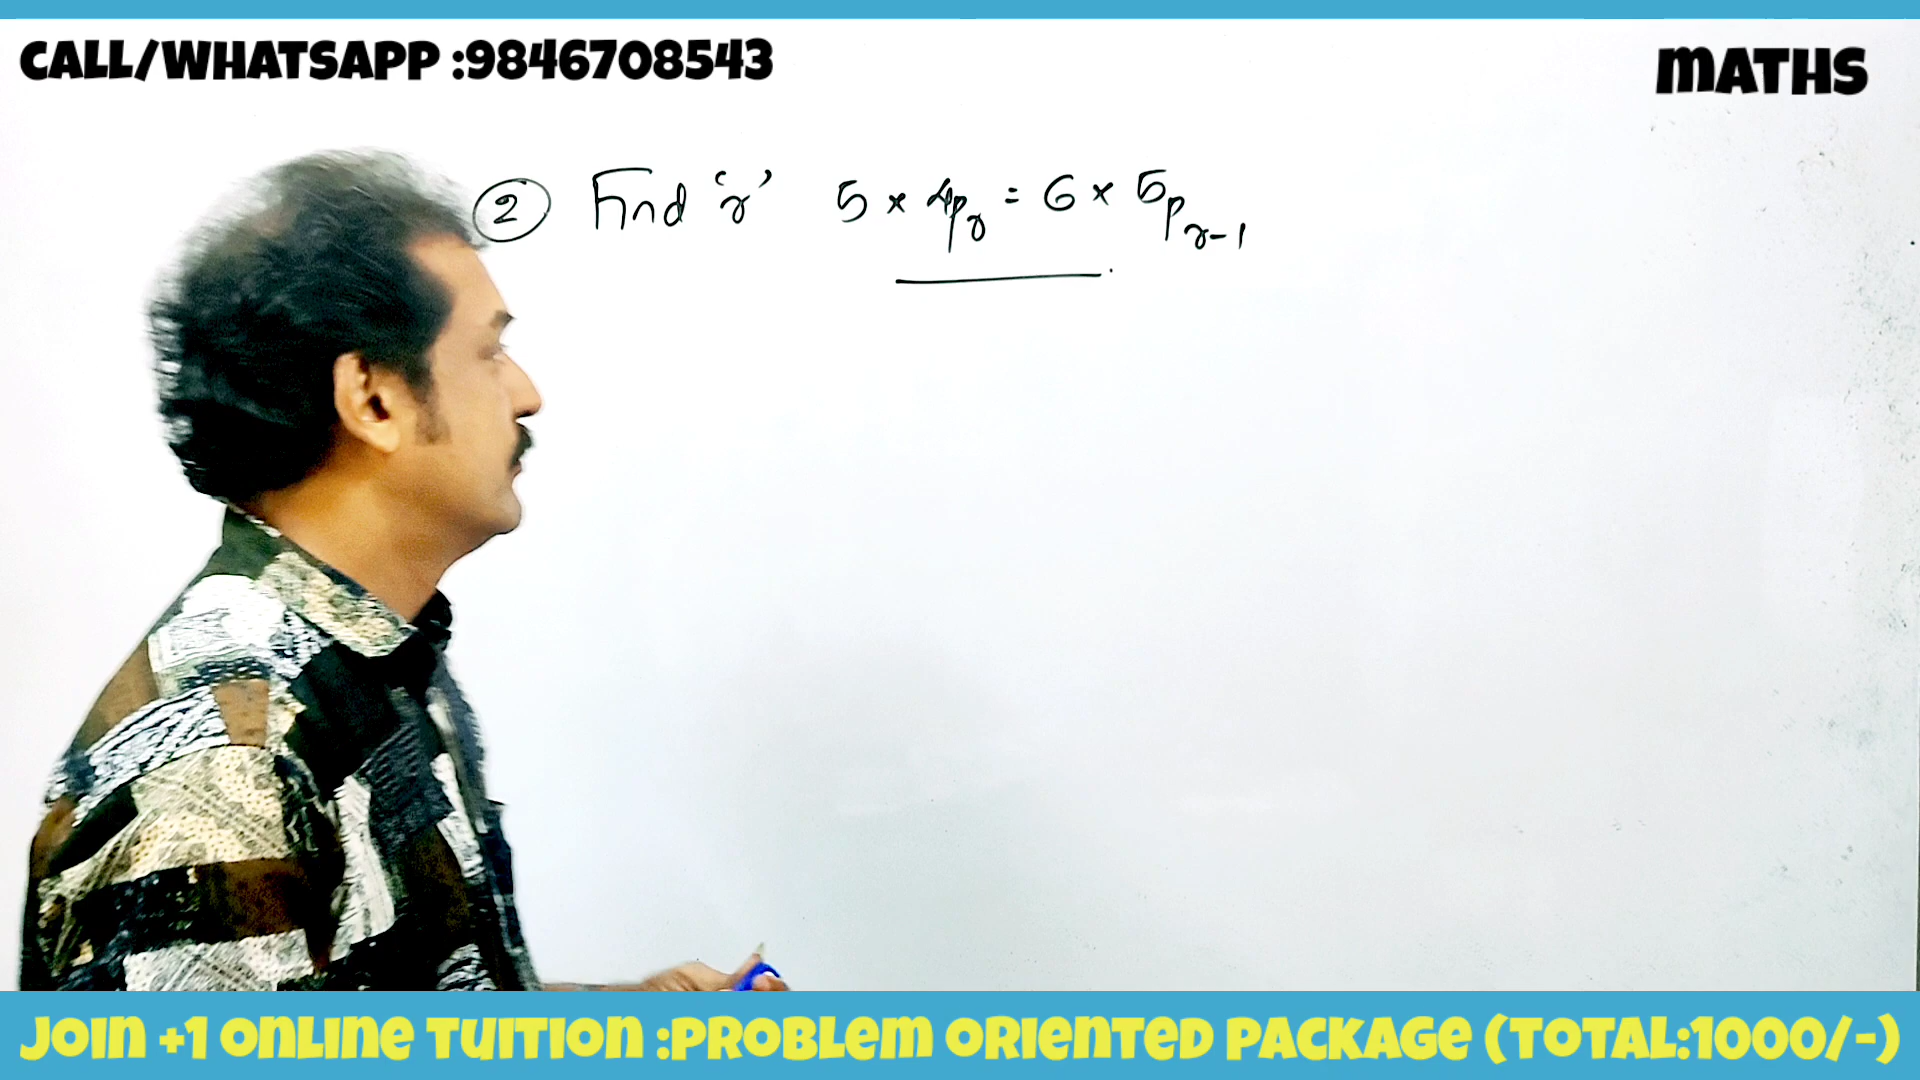 CALL/WHATSAPP :9846708543
MATHS
② Find 'r' 5 × 4Pr = 6 × 5Pr-1
JOIN +1 ONLINE TUITION :PROBLEM ORIENTED PACKAGE (TOTAL:1000/-)